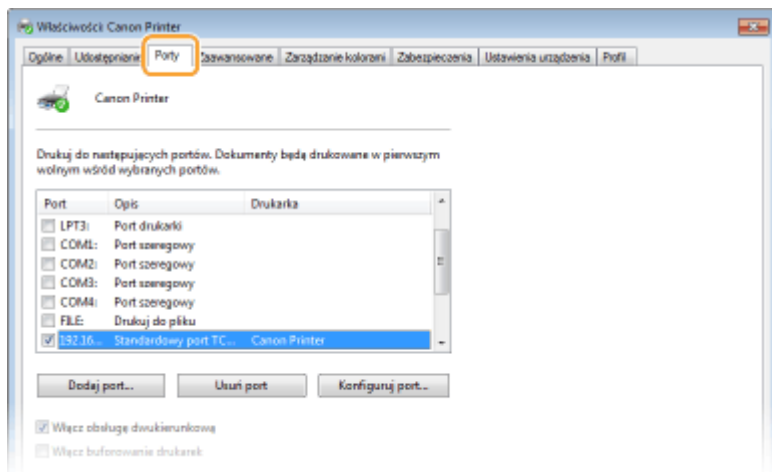 Właściwości Canon Printer
Ogólne Udostępnianie Porty Zaawansowane Zarządzanie kolorami Zabezpieczenia Ustawienia urządzenia Profil
Canon Printer
Drukuj do następujących portów. Dokumenty będą drukowane w pierwszym
wolnym wśród wybranych portów.
Port Opis Drukarka
LPT3: Port drukarki
COM1: Port szeregowy
COM2: Port szeregowy
COM3: Port szeregowy
COM4: Port szeregowy
FILE: Drukuj do pliku
192.16... Standardowy port TC... Canon Printer
Dodaj port... Usuń port Konfiguruj port...
Włącz obsługę dwukierunkową
Włącz buforowanie drukarek